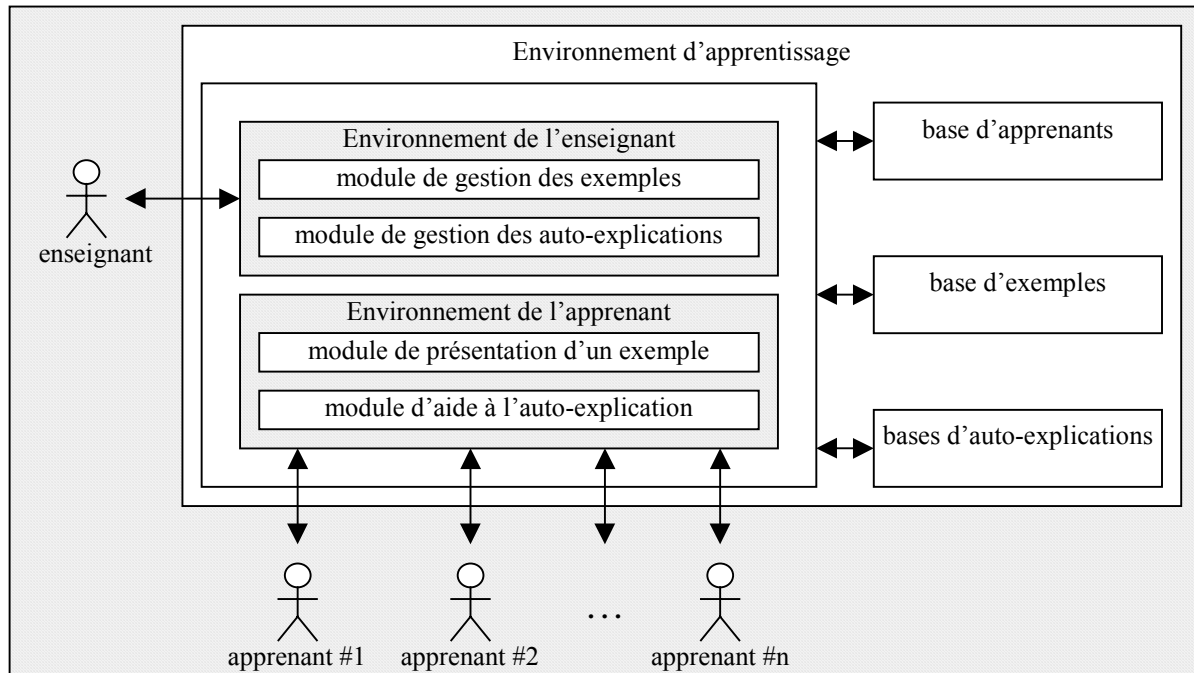 Environnement d'apprentissage
Environnement de l'enseignant
module de gestion des exemples
module de gestion des auto-explications
enseignant
Environnement de l'apprenant
module de présentation d'un exemple
module d'aide à l'auto-explication
base d'apprenants
base d'exemples
bases d'auto-explications
...
apprenant #1
apprenant #2
apprenant #n